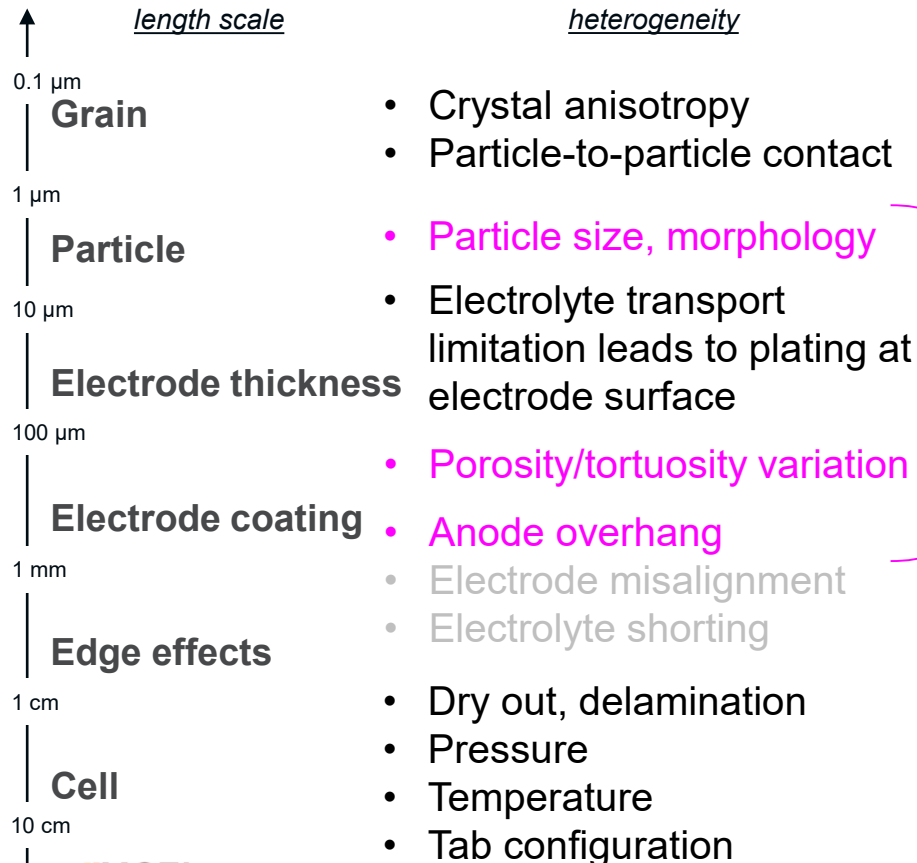 length scale heterogeneity
0.1 µm
Grain
• Crystal anisotropy
• Particle-to-particle contact
1 µm
Particle
• Particle size, morphology
10 µm
• Electrolyte transport
limitation leads to plating at
Electrode thickness
electrode surface
100 µm
• Porosity/tortuosity variation
Electrode coating
• Anode overhang
1 mm
• Electrode misalignment
• Electrolyte shorting
Edge effects
1 cm
• Dry out, delamination
• Pressure
Cell
• Temperature
10 cm
• Tab configuration